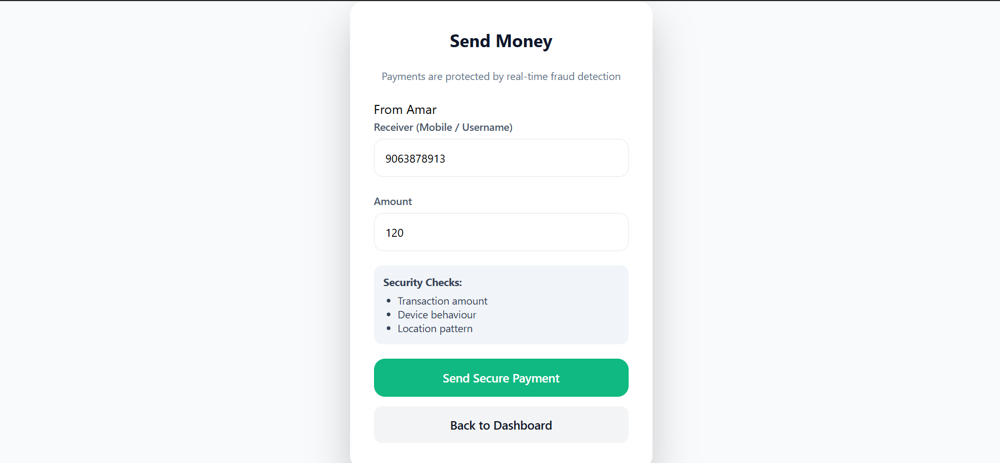 Send Money
Payments are protected by real-time fraud detection
From Amar
Receiver (Mobile / Username)
9063878913
Amount
120
Security Checks:
• Transaction amount
• Device behaviour
• Location pattern
Send Secure Payment
Back to Dashboard